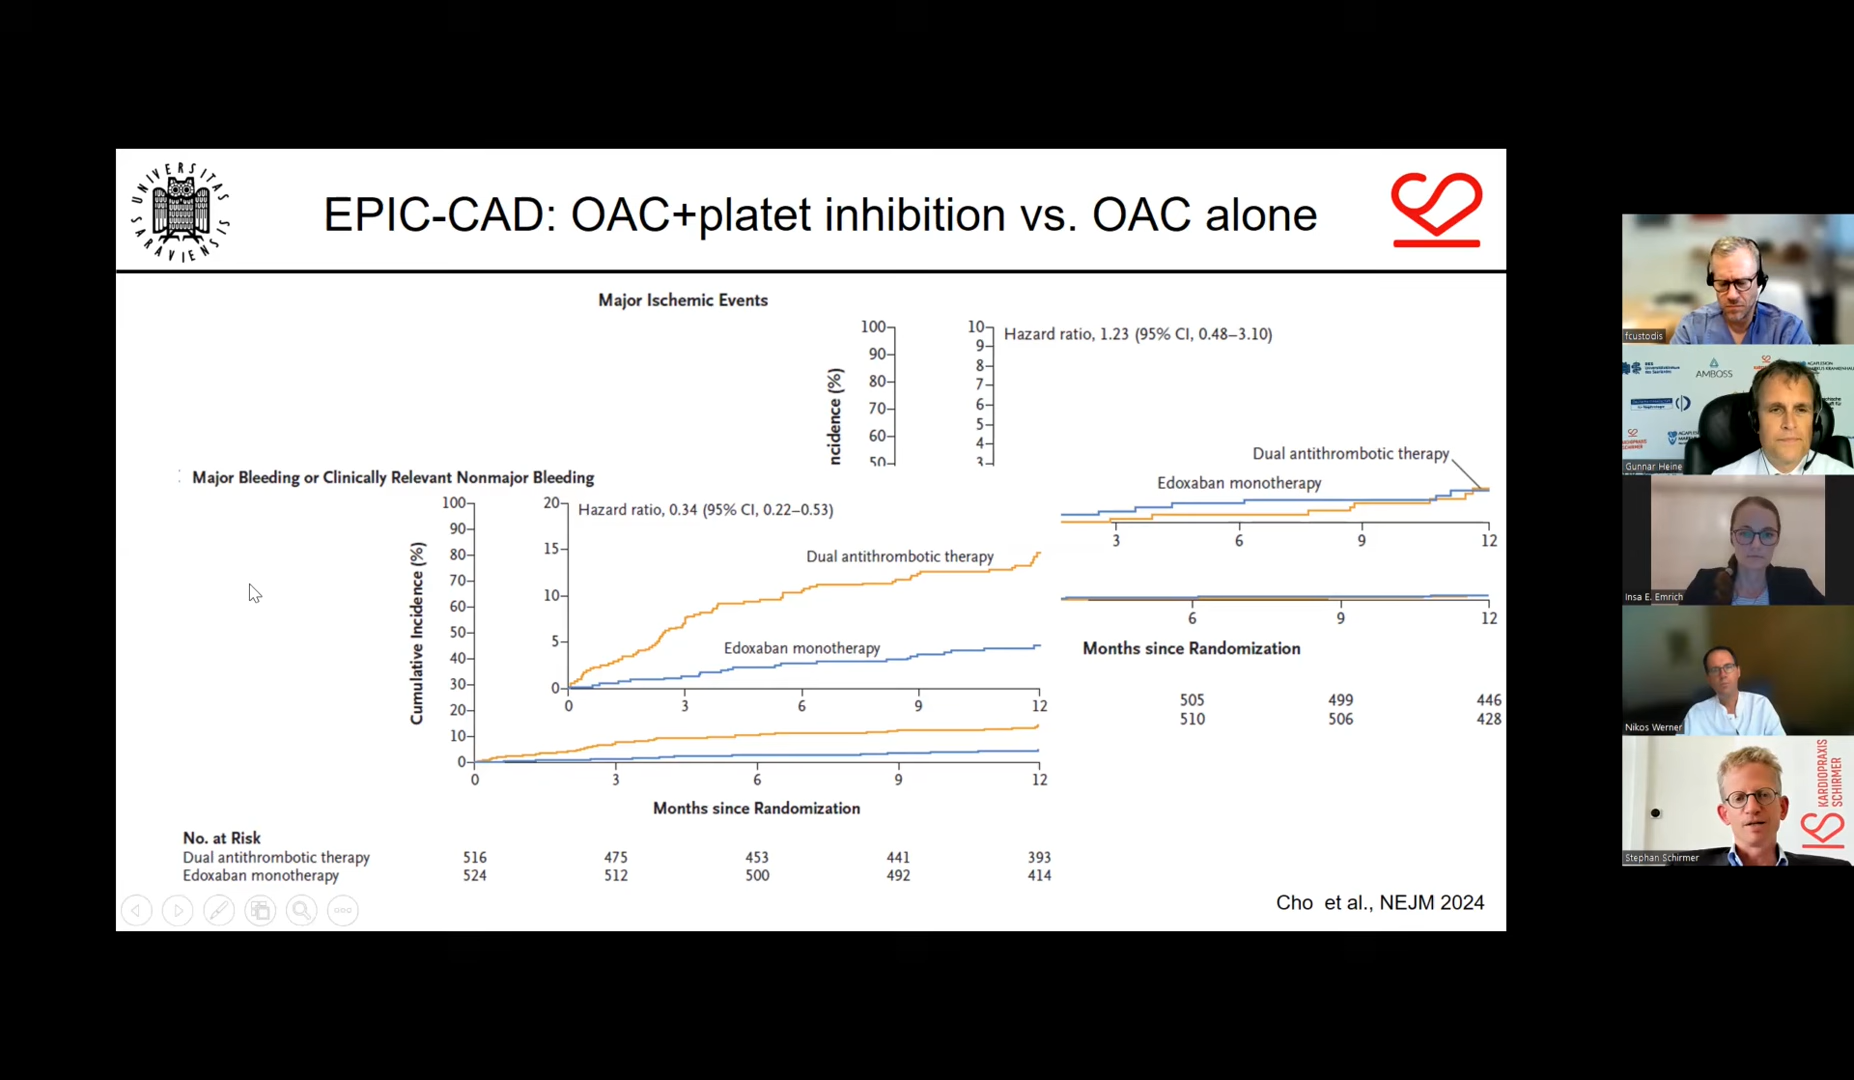 UNIVERSITAS SARAVIENSIS
EPIC-CAD: OAC+platet inhibition vs. OAC alone
Major Ischemic Events
100
90
80
70
60
50
ncidence (%)
10
9
8
7
6
5
4
3
Hazard ratio, 1.23 (95% CI, 0.48–3.10)
Dual antithrombotic therapy
Edoxaban monotherapy
3 6 9 12
6 9 12
Months since Randomization
505 499 446
510 506 428
Major Bleeding or Clinically Relevant Nonmajor Bleeding
Cumulative Incidence (%)
100
90
80
70
60
50
40
30
20
10
0
20
15
10
5
0
Hazard ratio, 0.34 (95% CI, 0.22–0.53)
Dual antithrombotic therapy
Edoxaban monotherapy
0 3 6 9 12
0 3 6 9 12
Months since Randomization
No. at Risk
Dual antithrombotic therapy 516 475 453 441 393
Edoxaban monotherapy 524 512 500 492 414
Cho et al., NEJM 2024
fcustodis
AMBOSS
Gunnar Heine
Insa E. Emrich
Nikos Werner
KARDIOPRAXIS
SCHIRMER
Stephan Schirmer